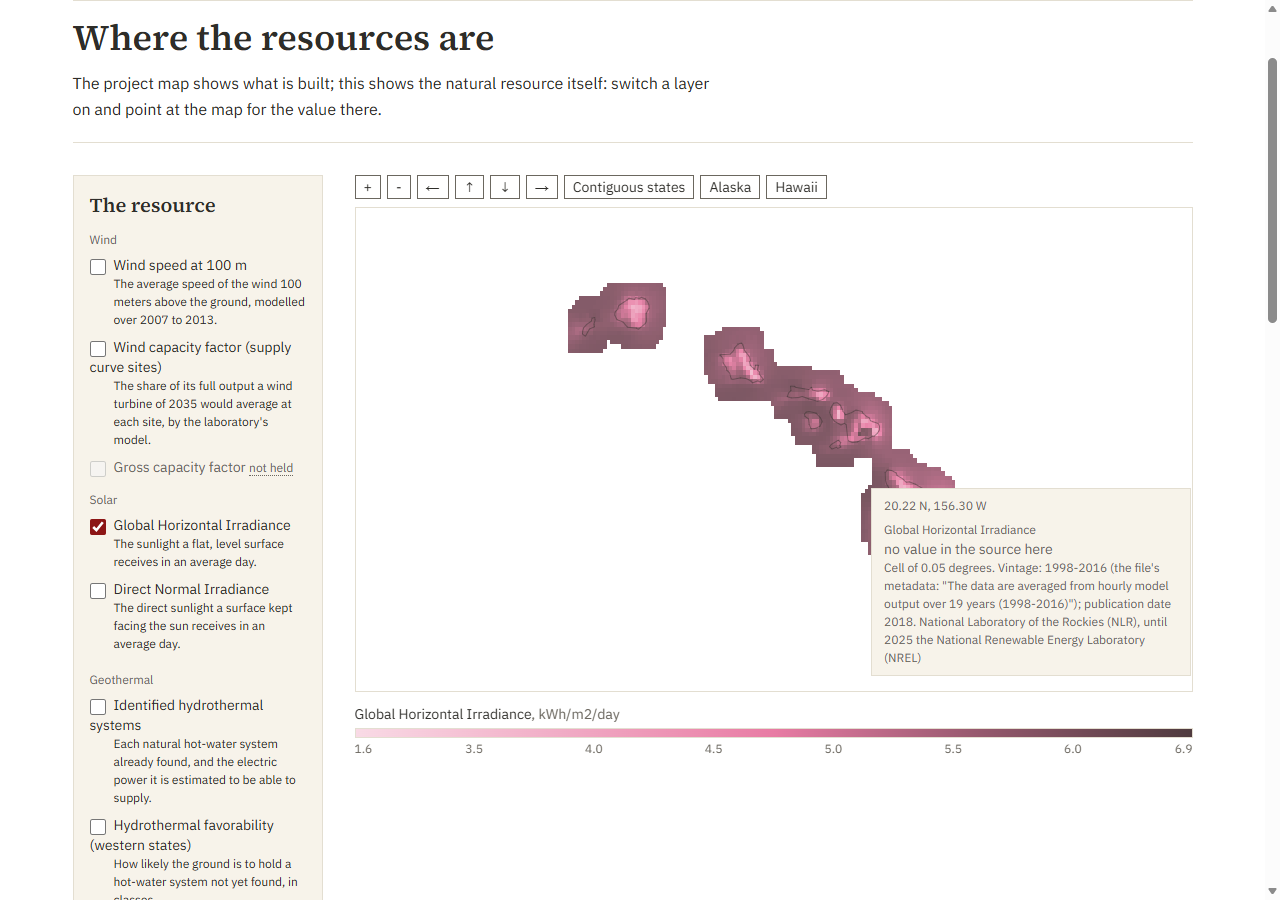 Where the resources are
The project map shows what is built; this shows the natural resource itself: switch a layer
on and point at the map for the value there.
The resource
Wind
Wind speed at 100 m
The average speed of the wind 100
meters above the ground, modelled
over 2007 to 2013.
Wind capacity factor (supply
curve sites)
The share of its full output a wind
turbine of 2035 would average at
each site, by the laboratory's
model.
Gross capacity factor not held
Solar
Global Horizontal Irradiance
The sunlight a flat, level surface
receives in an average day.
Direct Normal Irradiance
The direct sunlight a surface kept
facing the sun receives in an
average day.
Geothermal
Identified hydrothermal
systems
Each natural hot-water system
already found, and the electric
power it is estimated to be able to
supply.
Hydrothermal favorability
(western states)
How likely the ground is to hold a
hot-water system not yet found, in
classes.
+ - ← ↑ ↓ → Contiguous states Alaska Hawaii
20.22 N, 156.30 W
Global Horizontal Irradiance
no value in the source here
Cell of 0.05 degrees. Vintage: 1998-2016 (the file's
metadata: "The data are averaged from hourly model
output over 19 years (1998-2016)"); publication date
2018. National Laboratory of the Rockies (NLR), until
2025 the National Renewable Energy Laboratory
(NREL)
Global Horizontal Irradiance, kWh/m2/day
1.6 3.5 4.0 4.5 5.0 5.5 6.0 6.9